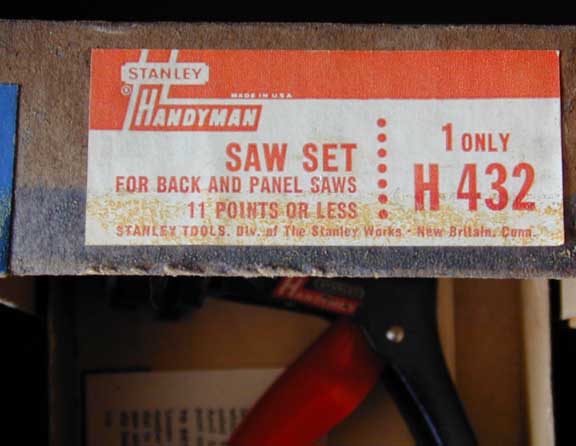 STANLEY
®
MADE IN U.S.A.
HANDYMAN
SAW SET
FOR BACK AND PANEL SAWS
11 POINTS OR LESS
1 ONLY
H 432
STANLEY TOOLS. Div. of The Stanley Works - New Britain, Conn.
HANDYMAN